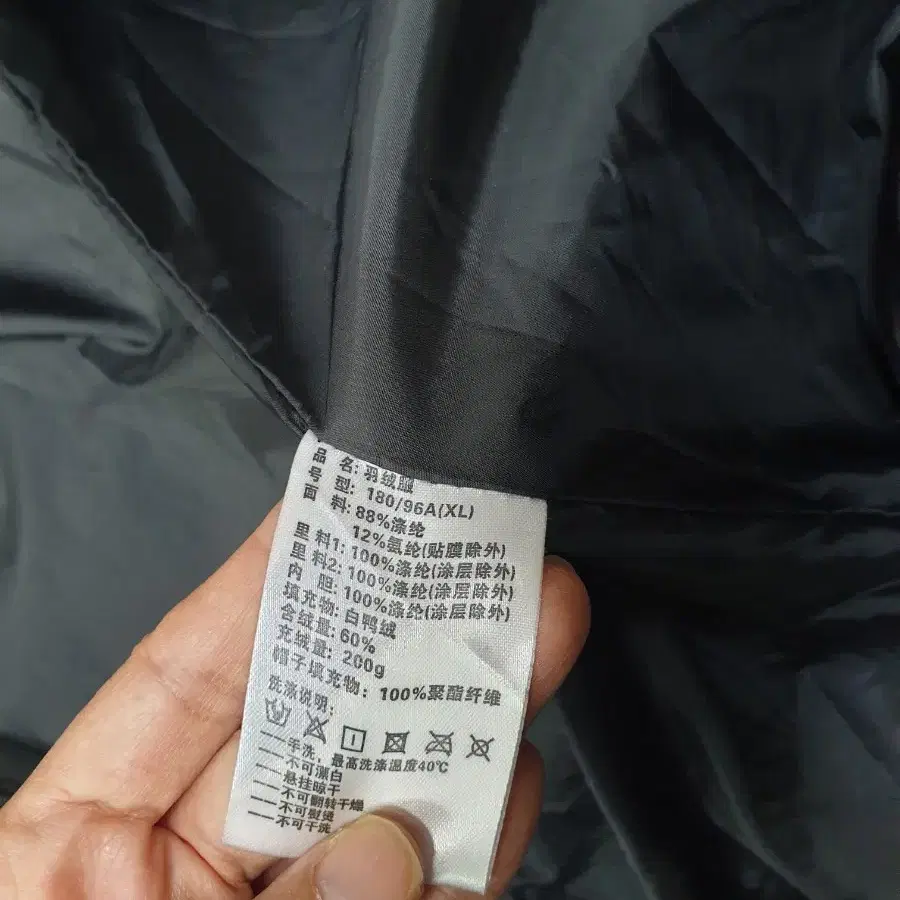 品 名: 羽绒服
号 型: 180/96A(XL)
面 料: 88%涤纶
12%氨纶(贴膜除外)
里 料1: 100%涤纶(涂层除外)
里 料2: 100%涤纶(涂层除外)
内 胆: 100%涤纶(涂层除外)
填充物: 白鸭绒
含绒量: 60%
充绒量: 200g
帽子填充物: 100%聚酯纤维
洗涤说明:
——手洗，最高洗涤温度40℃
——不可漂白
——悬挂晾干
——不可翻转干燥
——不可熨烫
——不可干洗